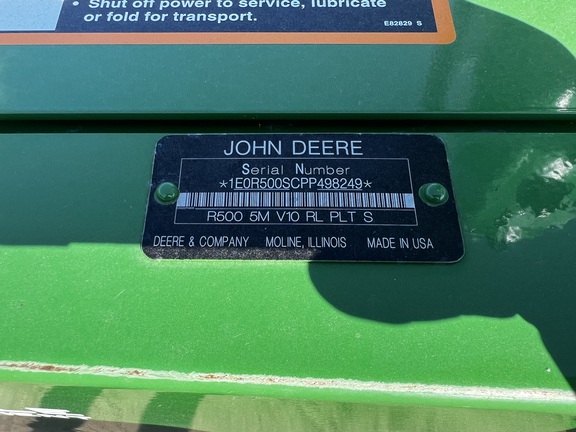 • Shut off power to service, lubricate
or fold for transport.
E82829 S
JOHN DEERE
Serial Number
*1E0R500SCPP498249*
R500 5M V10 RL PLT S
DEERE & COMPANY MOLINE, ILLINOIS MADE IN USA